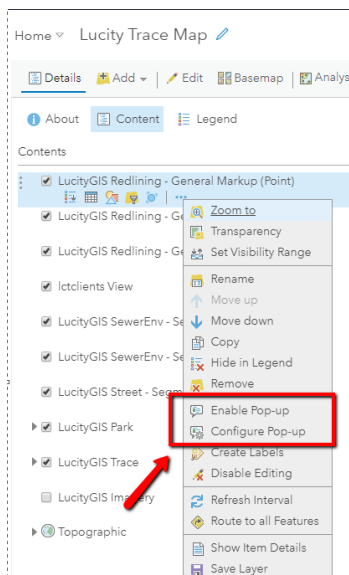 Home Lucity Trace Map
Details Add Edit Basemap Analys
About Content Legend
Contents
LucityGIS Redlining - General Markup (Point)
LucityGIS Redlining - Ge
LucityGIS Redlining - Ge
lctclients View
LucityGIS SewerEnv - Se
LucityGIS SewerEnv - Se
LucityGIS Street - Segm
LucityGIS Park
LucityGIS Trace
LucityGIS Imagery
Topographic
Zoom to
Transparency
Set Visibility Range
Rename
Move up
Move down
Copy
Hide in Legend
Remove
Enable Pop-up
Configure Pop-up
Create Labels
Disable Editing
Refresh Interval
Route to all Features
Show Item Details
Save Layer